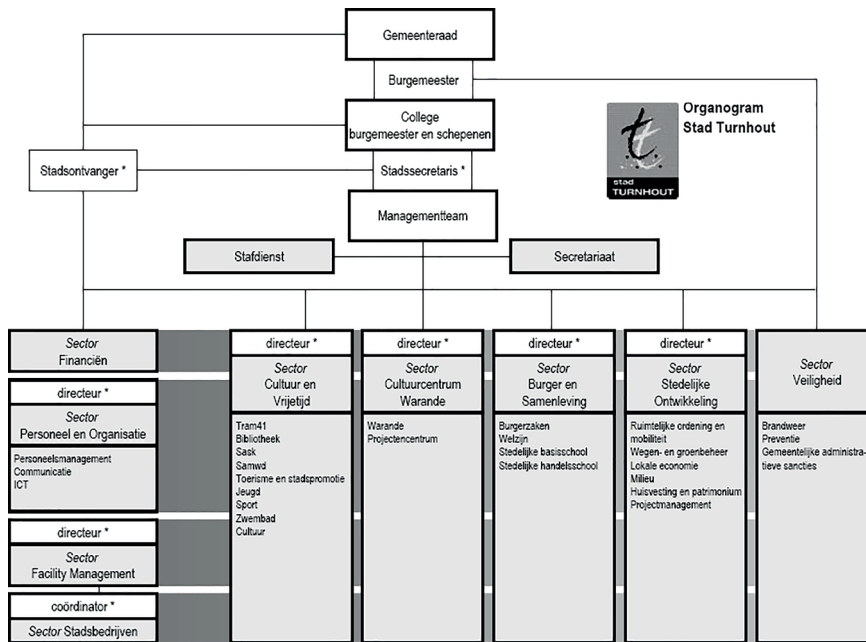 Gemeenteraad
Burgemeester
College
burgemeester en schepenen
Organogram
Stad Turnhout
stad
TURNHOUT
Stadsontvanger *
Stadssecretaris *
Managementteam
Stafdienst
Secretariaat
Sector
Financiën
directeur *
Sector
Personeel en Organisatie
Personeelsmanagement
Communicatie
ICT
directeur *
Sector
Facility Management
coördinator *
Sector Stadsbedrijven
directeur *
Sector
Cultuur en
Vrijetijd
Tram41
Bibliotheek
Sask
Samwd
Toerisme en stadspromotie
Jeugd
Sport
Zwembad
Cultuur
directeur *
Sector
Cultuurcentrum
Warande
Warande
Projectencentrum
directeur *
Sector
Burger en
Samenleving
Burgerzaken
Welzijn
Stedelijke basisschool
Stedelijke handelsschool
directeur *
Sector
Stedelijke
Ontwikkeling
Ruimtelijke ordening en
mobiliteit
Wegen- en groenbeheer
Lokale economie
Milieu
Huisvesting en patrimonium
Projectmanagement
Sector
Veiligheid
Brandweer
Preventie
Gemeentelijke administra-
tieve sancties